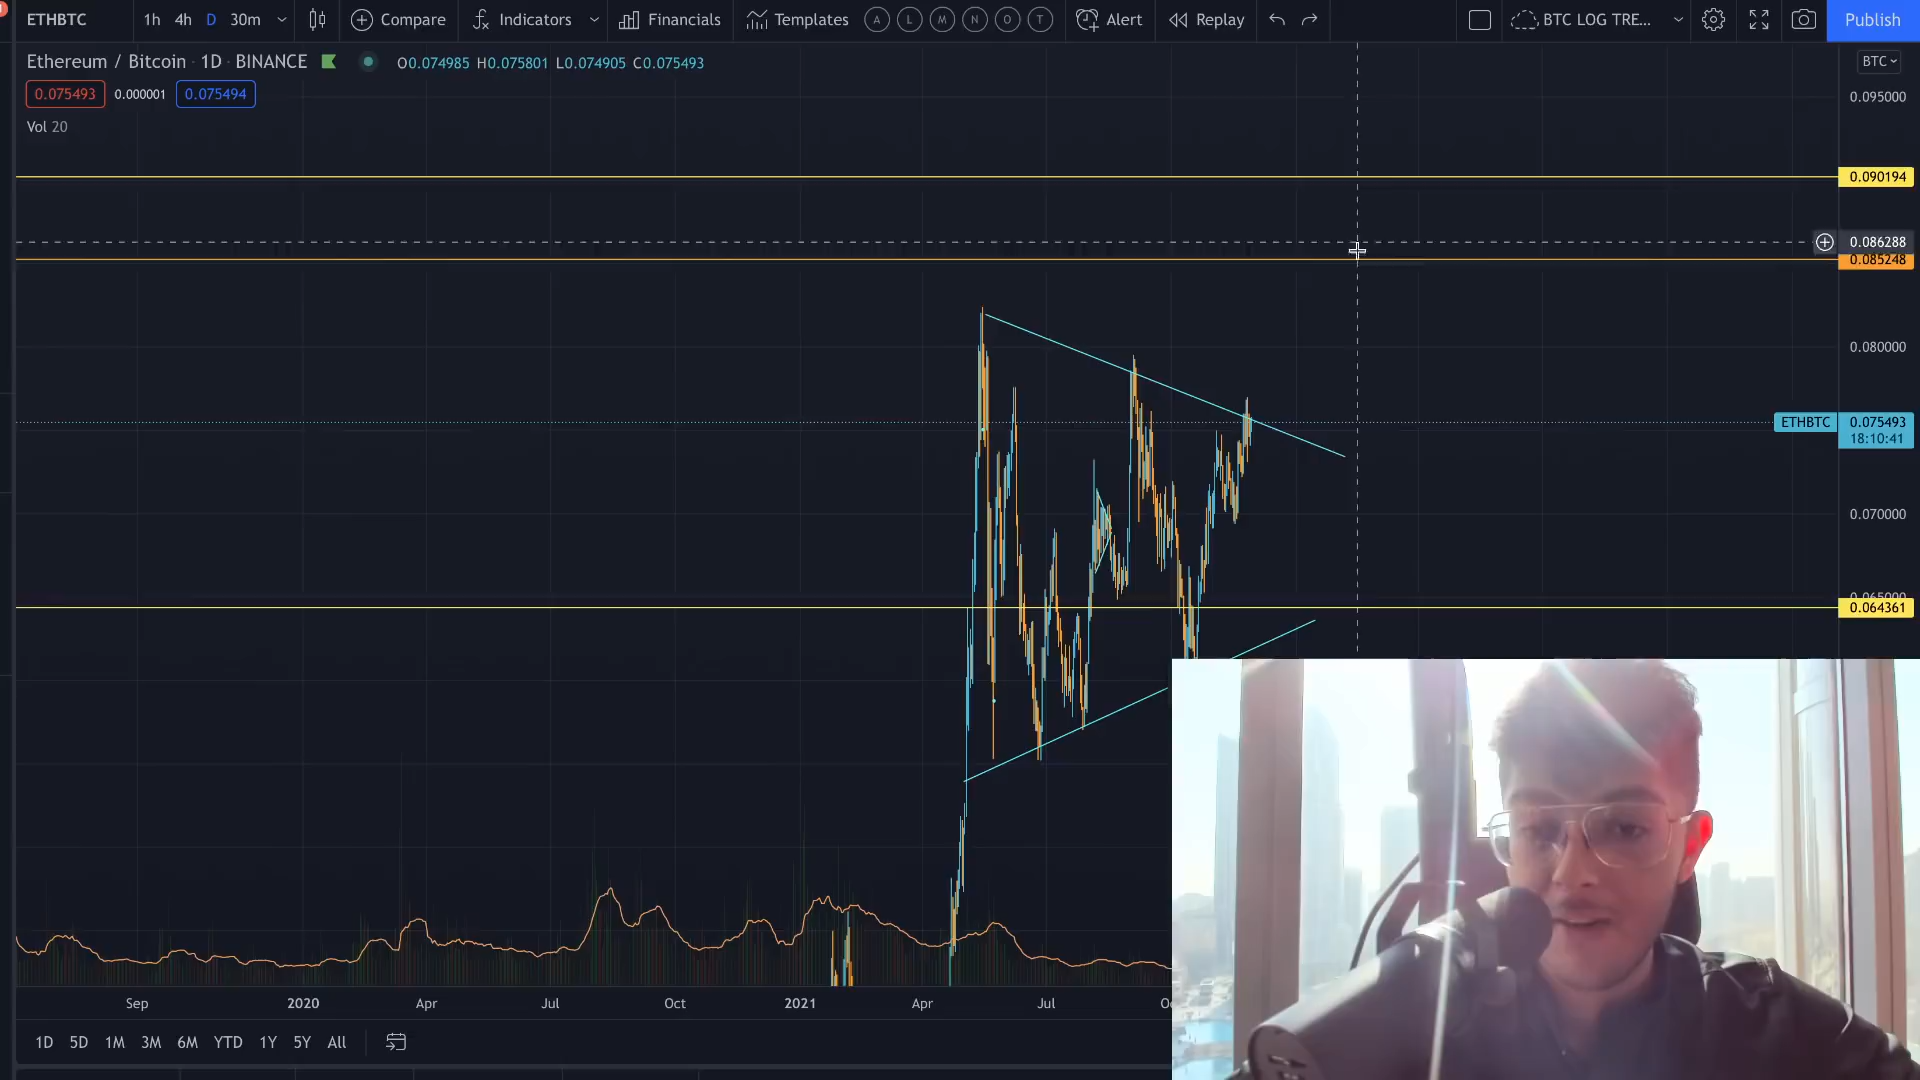 ETHBTC 1h 4h D 30m Compare Indicators Financials Templates A L M N O T Alert Replay BTC LOG TRE... Publish
Ethereum / Bitcoin · 1D · BINANCE O0.074985 H0.075801 L0.074905 C0.075493
BTC
0.075493 0.000001 0.075494
0.095000
Vol 20
0.090194
0.086288
0.085248
0.080000
ETHBTC 0.075493
18:10:41
0.070000
0.065000
0.064361
Sep 2020 Apr Jul Oct 2021 Apr Jul
1D 5D 1M 3M 6M YTD 1Y 5Y All